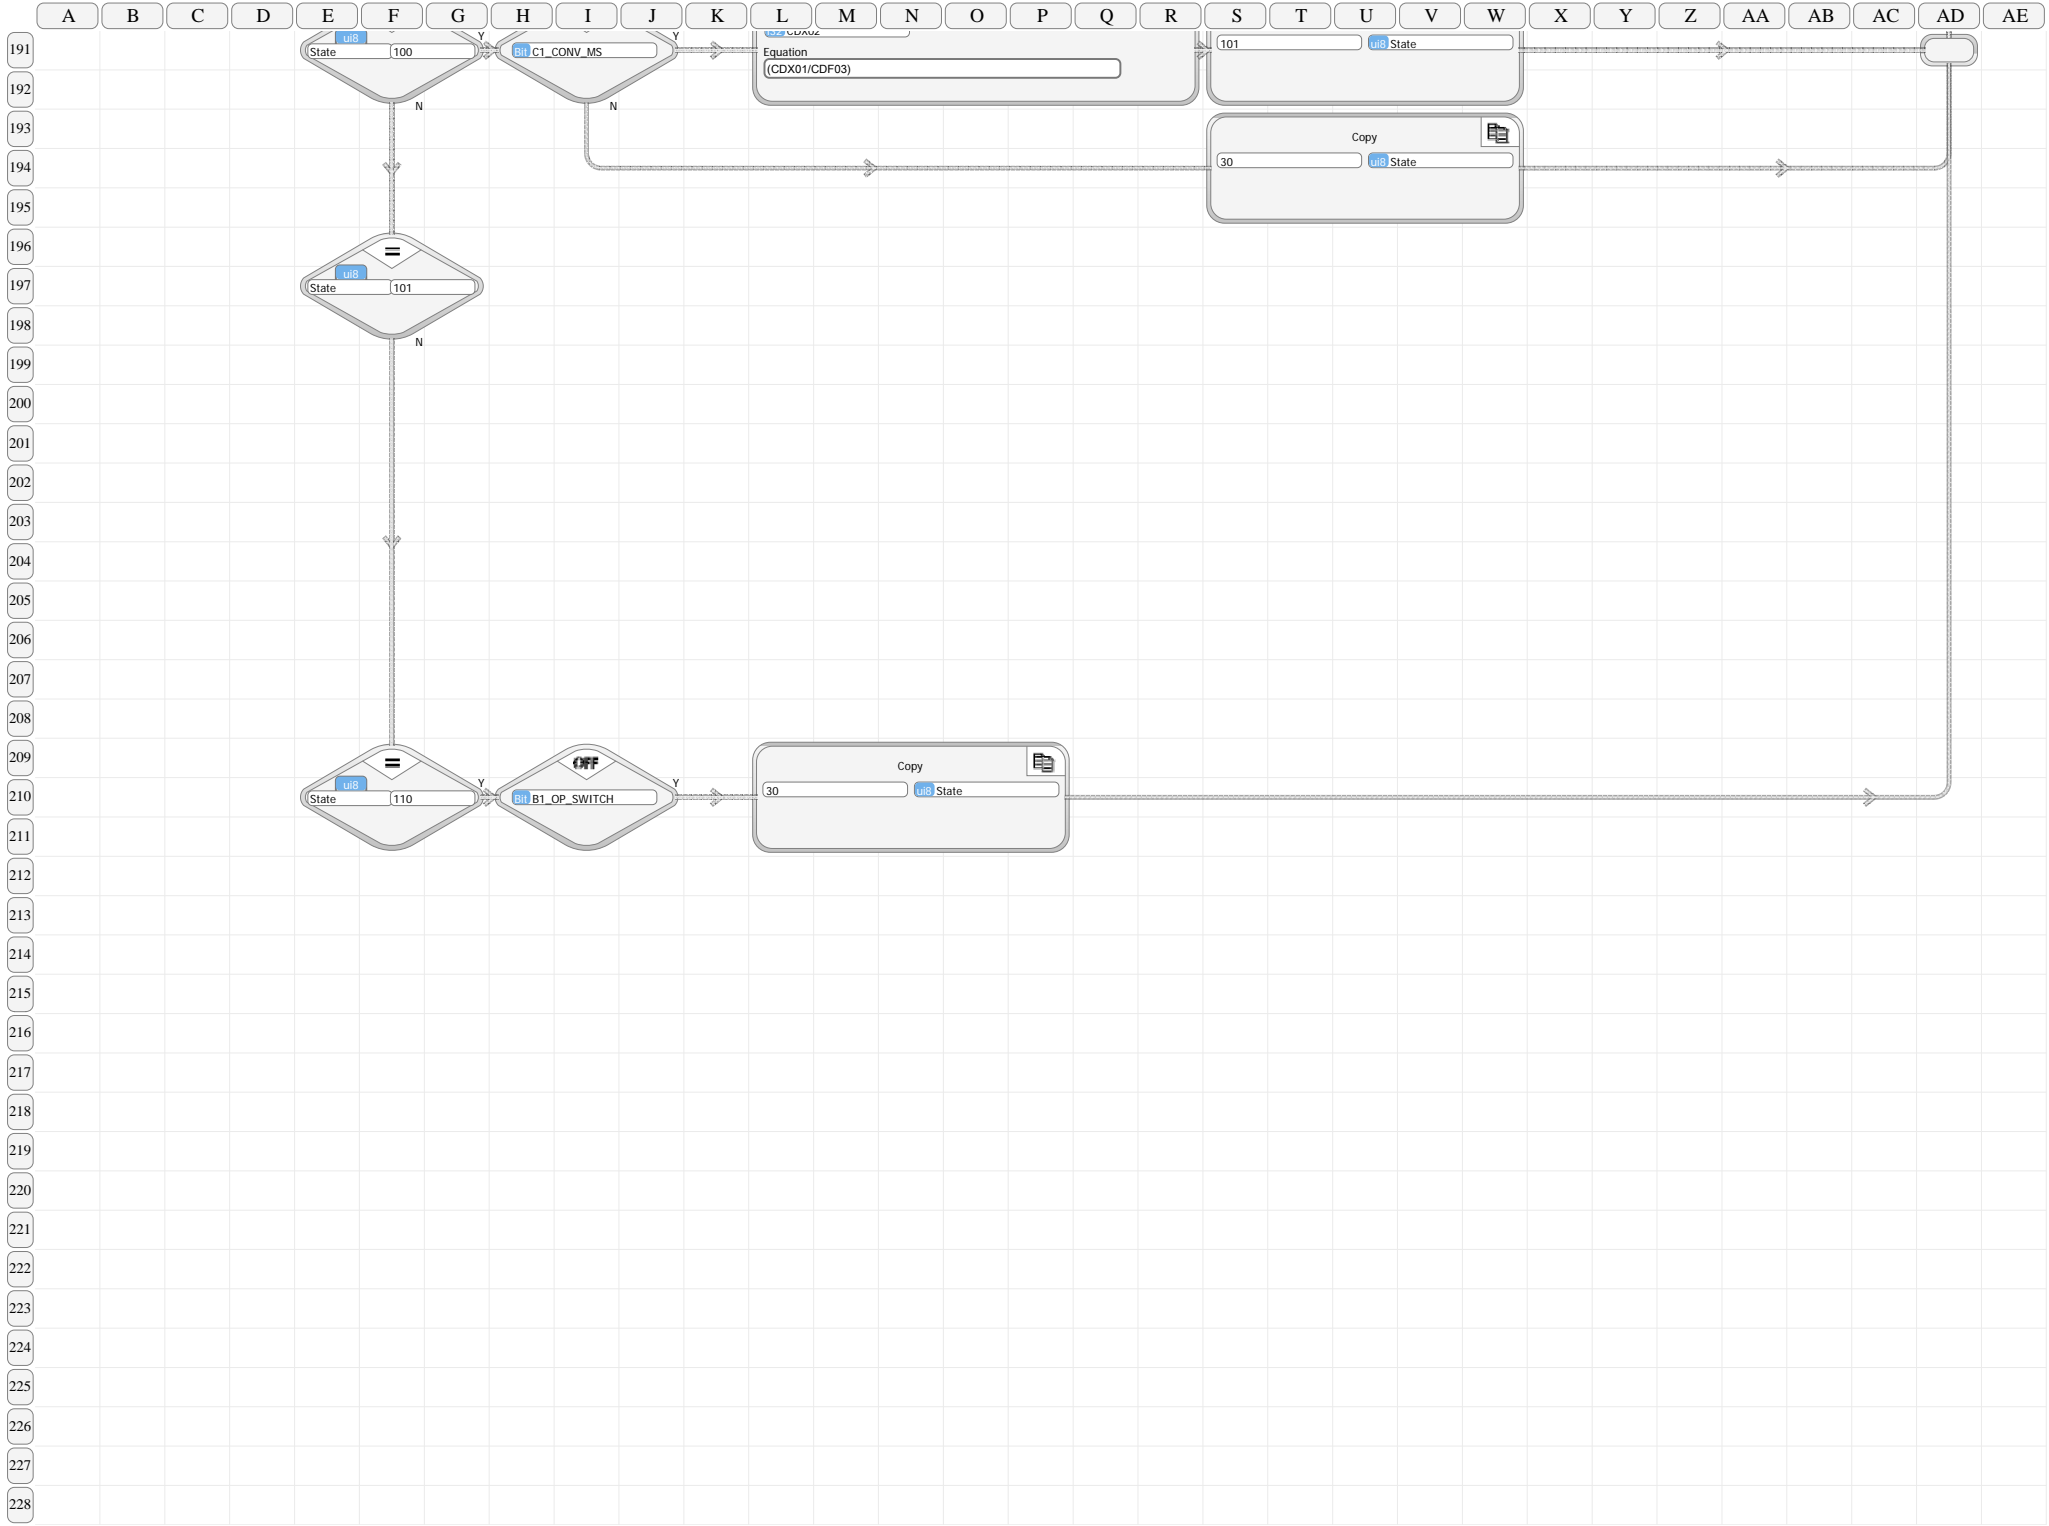 A B C D E F G H I J K L M N O P Q R S T U V W X Y Z AA AB AC AD AE
191
ui8
State 100
Y
Bit C1_CONV_MS
Y
i32 CDX02
Equation
(CDX01/CDF03)
101 ui8 State
192
N
N
193
Copy
194
30 ui8 State
195
196
=
197
ui8
State 101
198
N
199
200
201
202
203
204
205
206
207
208
209
=
OFF
Copy
210
ui8
State 110
Y
Bit B1_OP_SWITCH
Y
30 ui8 State
211
212
213
214
215
216
217
218
219
220
221
222
223
224
225
226
227
228